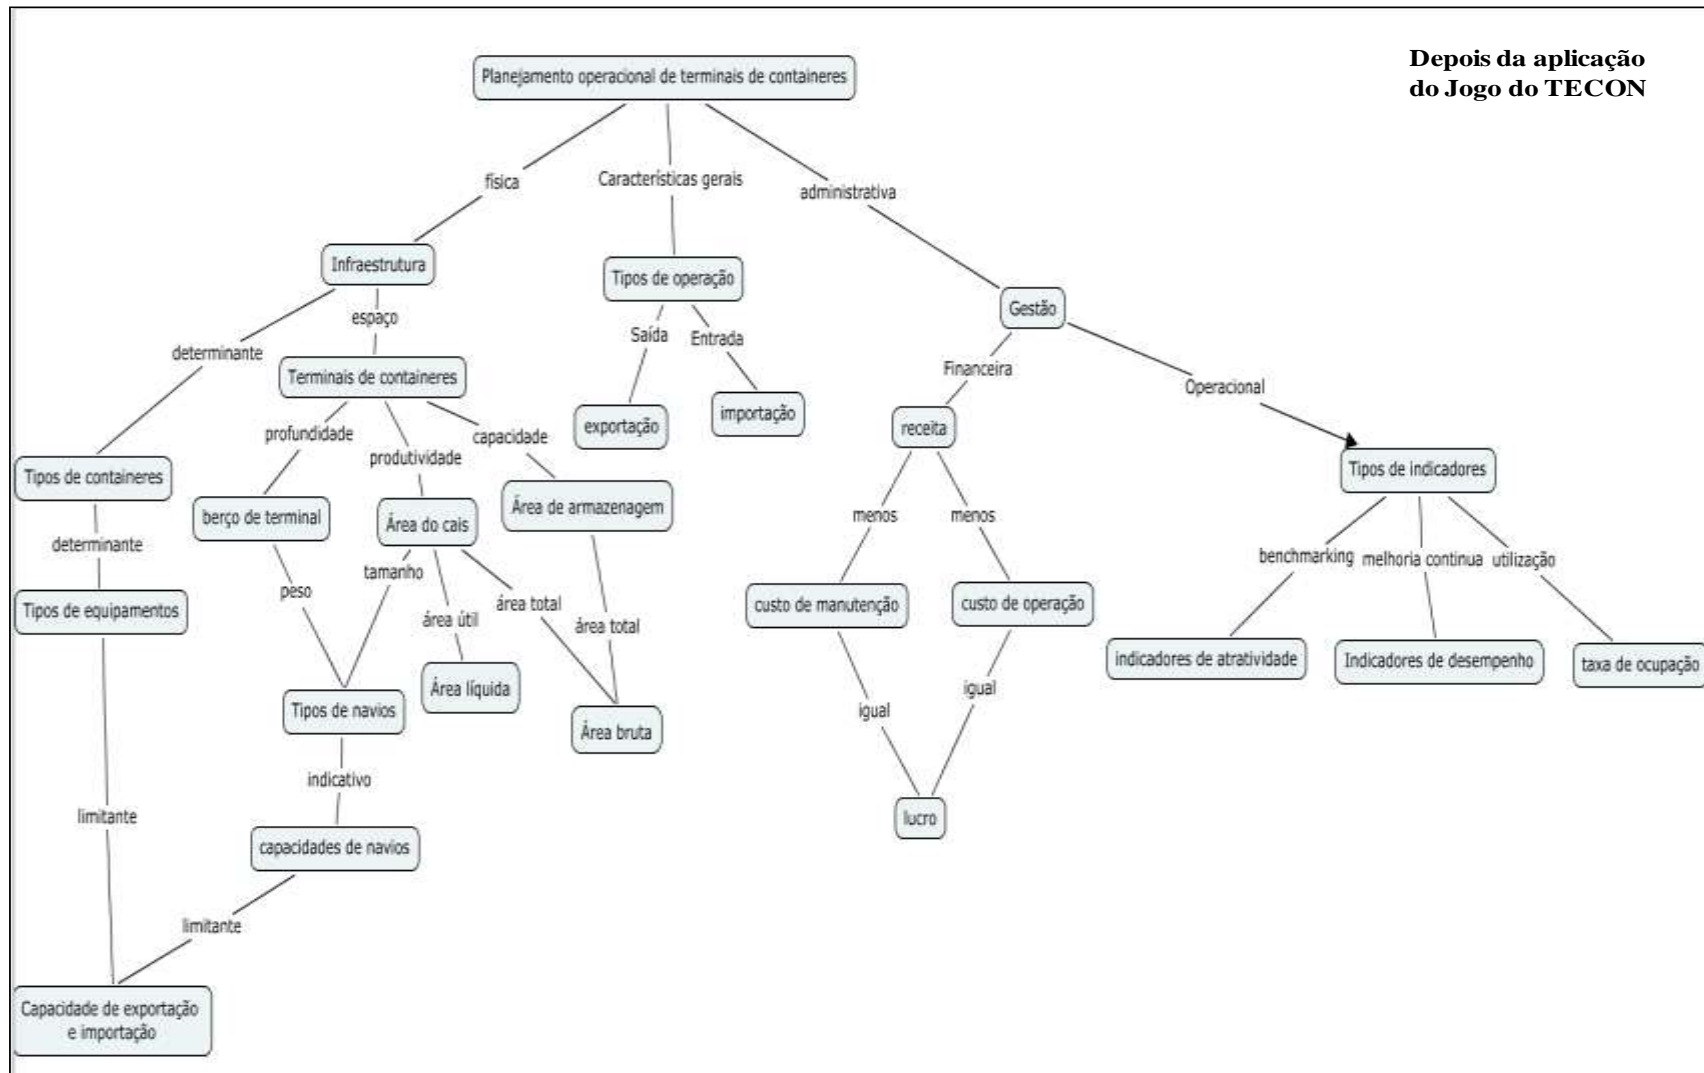 Depois da aplicação
do Jogo do TECON
Planejamento operacional de terminais de containeres
física
Características gerais
administrativa
Infraestrutura
Tipos de operação
Gestão
espaço
determinante
Saída
Entrada
Financeira
Operacional
Terminais de containeres
exportação
importação
receita
profundidade
produtividade
capacidade
Tipos de containeres
Tipos de indicadores
berço de terminal
Área do cais
Área de armazenagem
menos
menos
determinante
peso
tamanho
benchmarking
melhoria continua
utilização
Tipos de equipamentos
área útil
área total
área total
custo de manutenção
custo de operação
indicadores de atratividade
Indicadores de desempenho
taxa de ocupação
Tipos de navios
Área líquida
Área bruta
igual
igual
indicativo
limitante
lucro
capacidades de navios
limitante
Capacidade de exportação
e importação